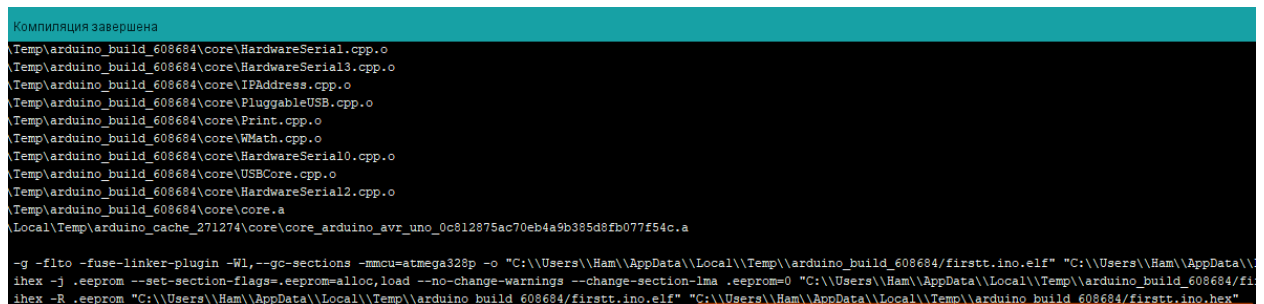 Компиляция завершена
\Temp\arduino_build_608684\core\HardwareSerial.cpp.o
\Temp\arduino_build_608684\core\HardwareSerial3.cpp.o
\Temp\arduino_build_608684\core\IPAddress.cpp.o
\Temp\arduino_build_608684\core\PluggableUSB.cpp.o
\Temp\arduino_build_608684\core\Print.cpp.o
\Temp\arduino_build_608684\core\WMath.cpp.o
\Temp\arduino_build_608684\core\HardwareSerial0.cpp.o
\Temp\arduino_build_608684\core\USBCore.cpp.o
\Temp\arduino_build_608684\core\HardwareSerial2.cpp.o
\Temp\arduino_build_608684\core\core.a
\Local\Temp\arduino_cache_271274\core\core_arduino_avr_uno_0c812875ac70eb4a9b385d8fb077f54c.a
-g -flto -fuse-linker-plugin -Wl,--gc-sections -mmcu=atmega328p -o "C:\\Users\\Ham\\AppData\\Local\\Temp\\arduino_build_608684/firstt.ino.elf" "C:\\Users\\Ham\\AppData\\
ihex -j .eeprom --set-section-flags=.eeprom=alloc,load --no-change-warnings --change-section-lma .eeprom=0 "C:\\Users\\Ham\\AppData\\Local\\Temp\\arduino_build_608684/fi
ihex -R .eeprom "C:\\Users\\Ham\\AppData\\Local\\Temp\\arduino_build_608684/firstt.ino.elf" "C:\\Users\\Ham\\AppData\\Local\\Temp\\arduino_build_608684/firstt.ino.hex"